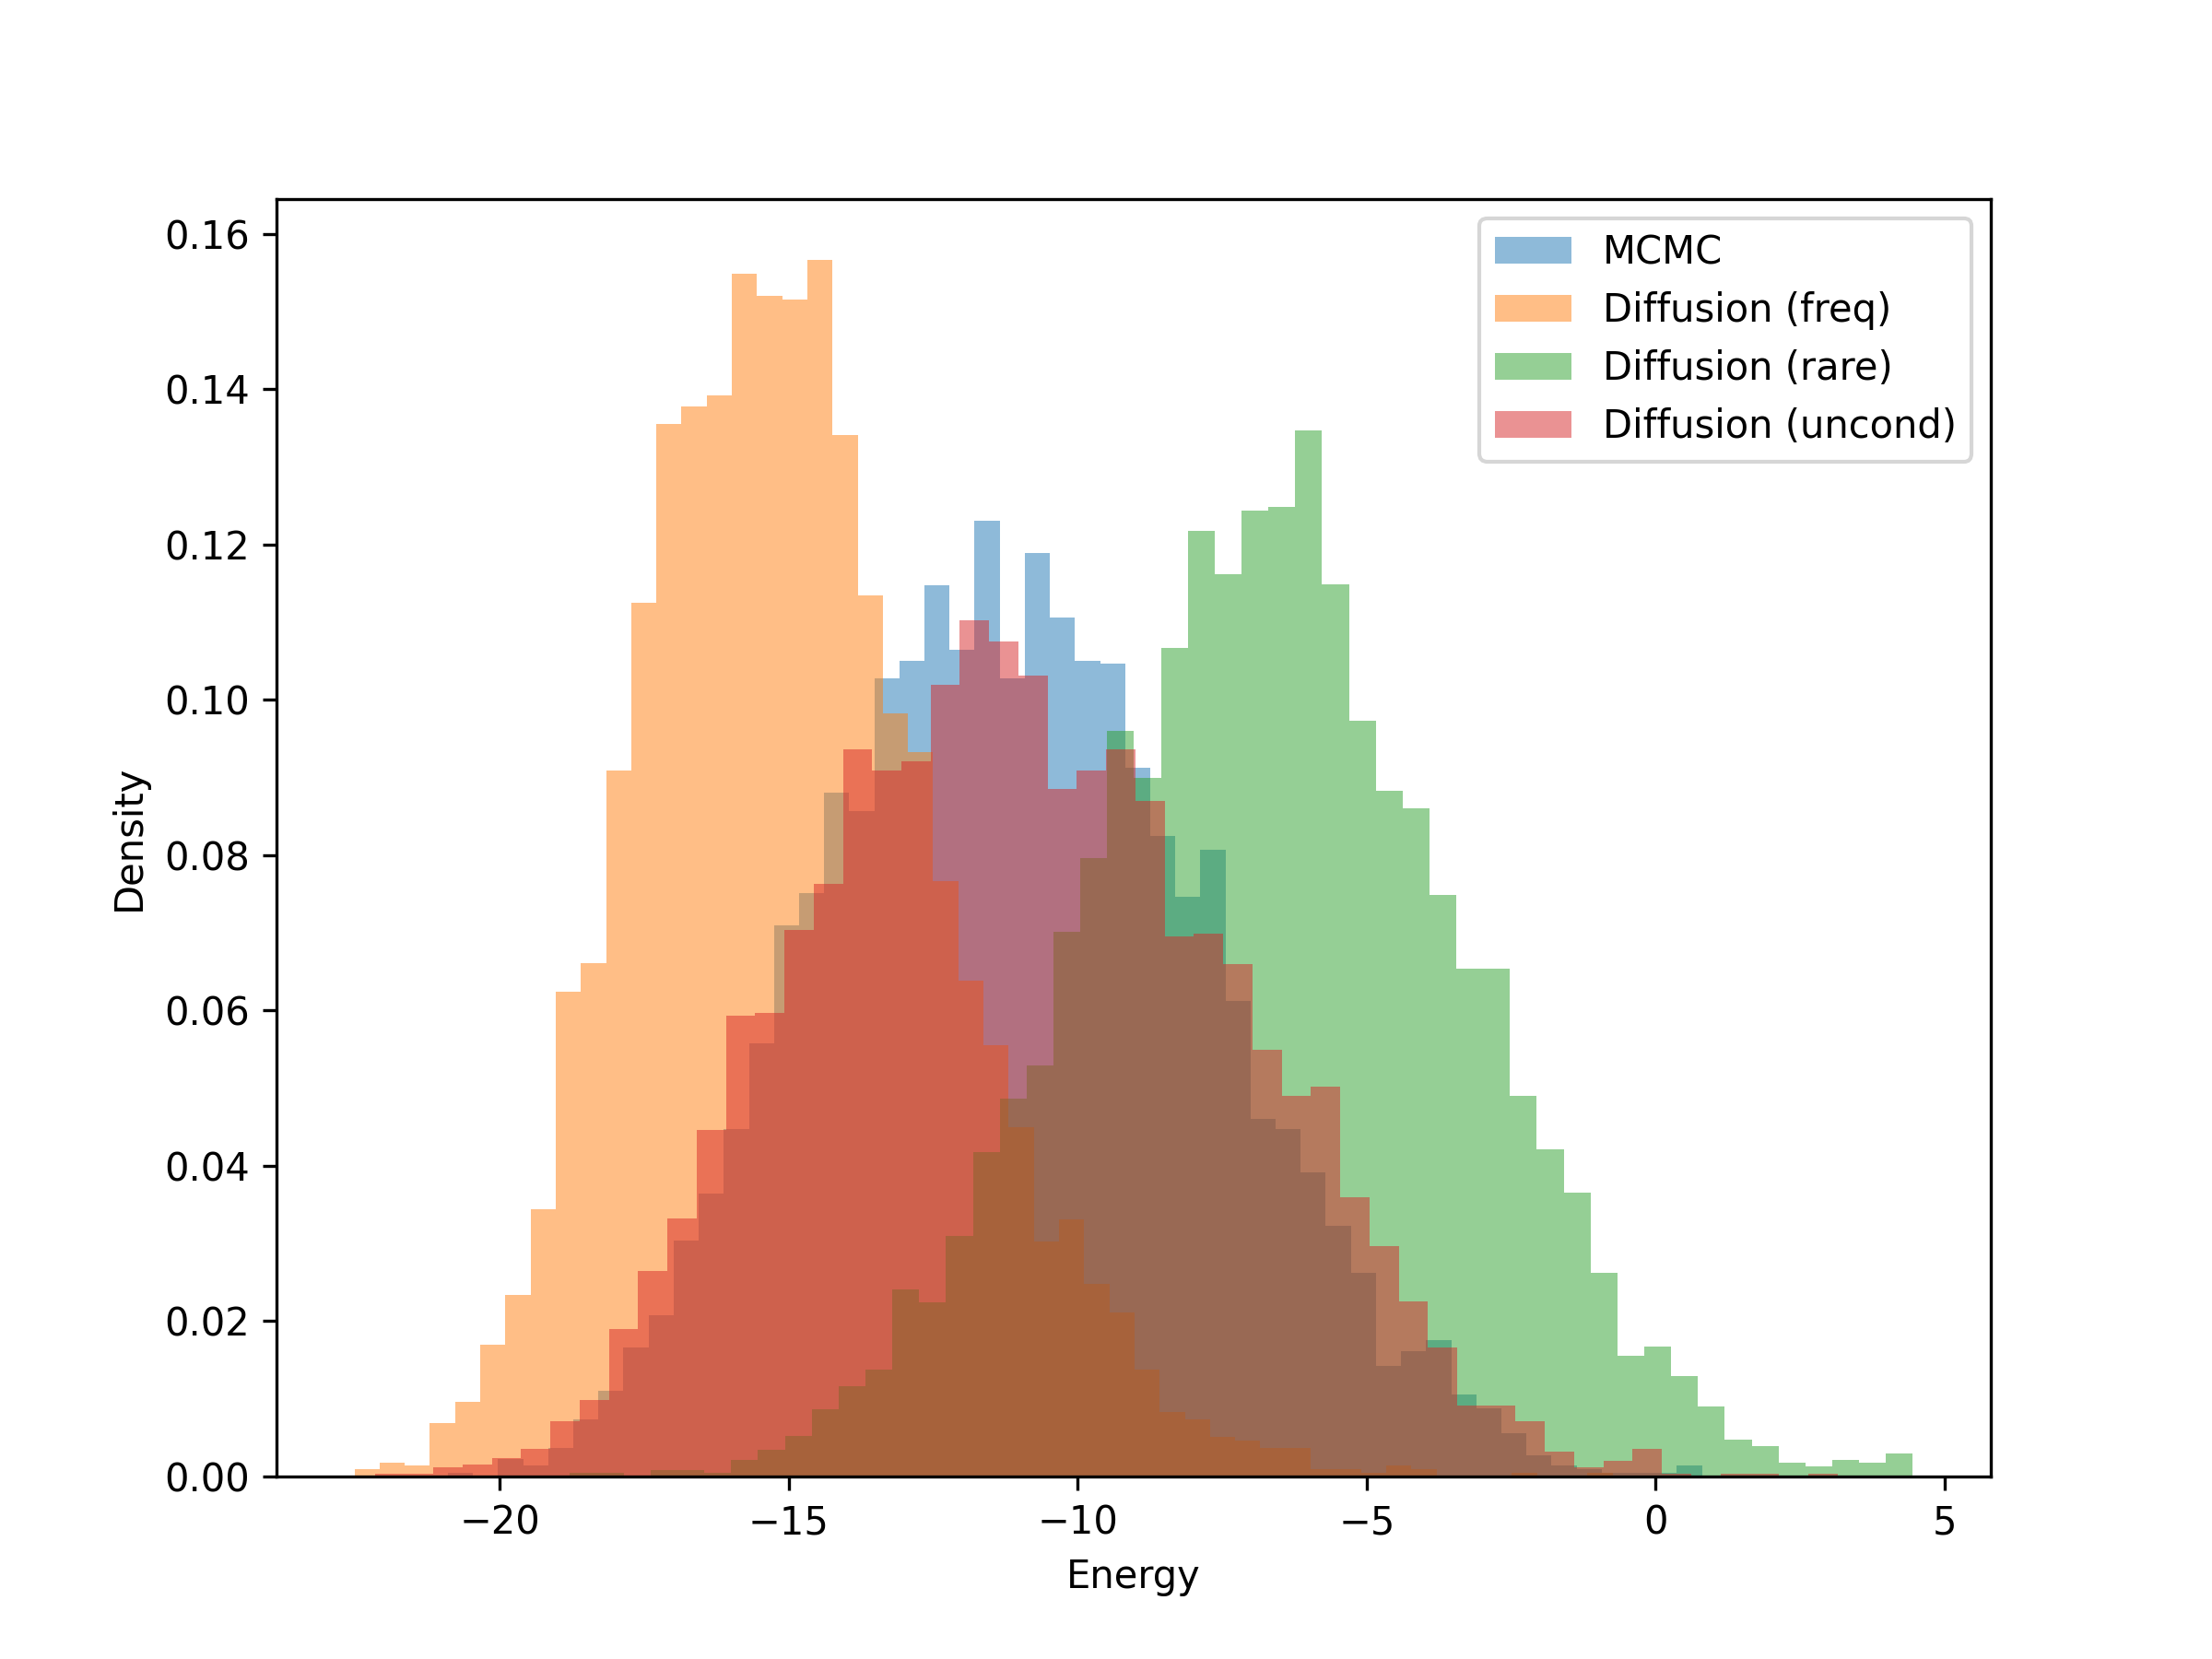 MCMC
Diffusion (freq)
Diffusion (rare)
Diffusion (uncond)
0.16
0.14
0.12
0.10
0.08
0.06
0.04
0.02
0.00
Density
−20 −15 −10 −5 0 5
Energy